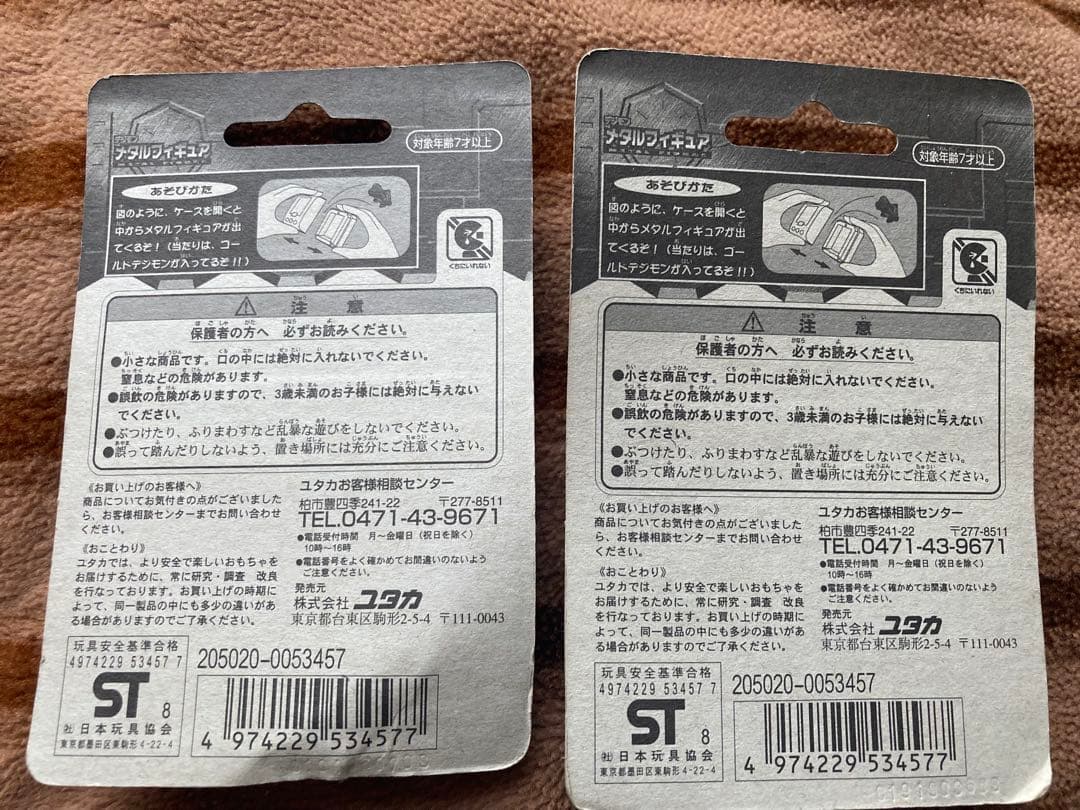 メタルフィギュア
対象年齢7才以上
あそびかた
図のように、ケースを開くと
中からメタルフィギュアが出
てくるぞ！(当たりは、ゴー
ルドデジモンが入ってるぞ！！)
くちにいれない
⚠ 注意
保護者の方へ 必ずお読みください。
●小さな商品です。口の中には絶対に入れないでください。
窒息などの危険があります。
●誤飲の危険がありますので、3歳未満のお子様には絶対に与えない
でください。
●ぶつけたり、ふりまわすなど乱暴な遊びをしないでください。
●誤って踏んだりしないよう、置き場所には充分にご注意ください。
《お買い上げのお客様へ》
商品についてお気付きの点がございました
ら、お客様相談センターまでお問い合わせ
ください。
《おことわり》
ユタカでは、より安全で楽しいおもちゃを
お届けするために、常に研究・調査 改良
を行なっております。お買い上げの時期に
よって、同一製品の中にも多少の違いがあ
る場合がありますのでご了承ください。
ユタカお客様相談センター
柏市豊四季241-22 〒277-8511
TEL.0471-43-9671
●電話受付時間 月〜金曜日(祝日を除く)
10時〜16時
●電話番号をよく確かめてお間違いのないよう
ご注意ください。
発売元
株式会社 ユタカ
東京都台東区駒形2-5-4 〒111-0043
玩具安全基準合格
4974229 53457 7
ST 8
㈳日本玩具協会
東京都墨田区東駒形4-22-4
205020-0053457
4 974229 534577
メタルフィギュア
対象年齢7才以上
あそびかた
図のように、ケースを開くと
中からメタルフィギュアが出
てくるぞ！(当たりは、ゴー
ルドデジモンが入ってるぞ！！)
くちにいれない
⚠ 注意
保護者の方へ 必ずお読みください。
●小さな商品です。口の中には絶対に入れないでください。
窒息などの危険があります。
●誤飲の危険がありますので、3歳未満のお子様には絶対に与えない
でください。
●ぶつけたり、ふりまわすなど乱暴な遊びをしないでください。
●誤って踏んだりしないよう、置き場所には充分にご注意ください。
《お買い上げのお客様へ》
商品についてお気付きの点がございました
ら、お客様相談センターまでお問い合わせ
ください。
《おことわり》
ユタカでは、より安全で楽しいおもちゃを
お届けするために、常に研究・調査 改良
を行なっております。お買い上げの時期に
よって、同一製品の中にも多少の違いがあ
る場合がありますのでご了承ください。
ユタカお客様相談センター
柏市豊四季241-22 〒277-8511
TEL.0471-43-9671
●電話受付時間 月〜金曜日(祝日を除く)
10時〜16時
●電話番号をよく確かめてお間違いのないよう
ご注意ください。
発売元
株式会社 ユタカ
東京都台東区駒形2-5-4 〒111-0043
玩具安全基準合格
4974229 53457 7
ST 8
㈳日本玩具協会
東京都墨田区東駒形4-22-4
205020-0053457
4 974229 534577